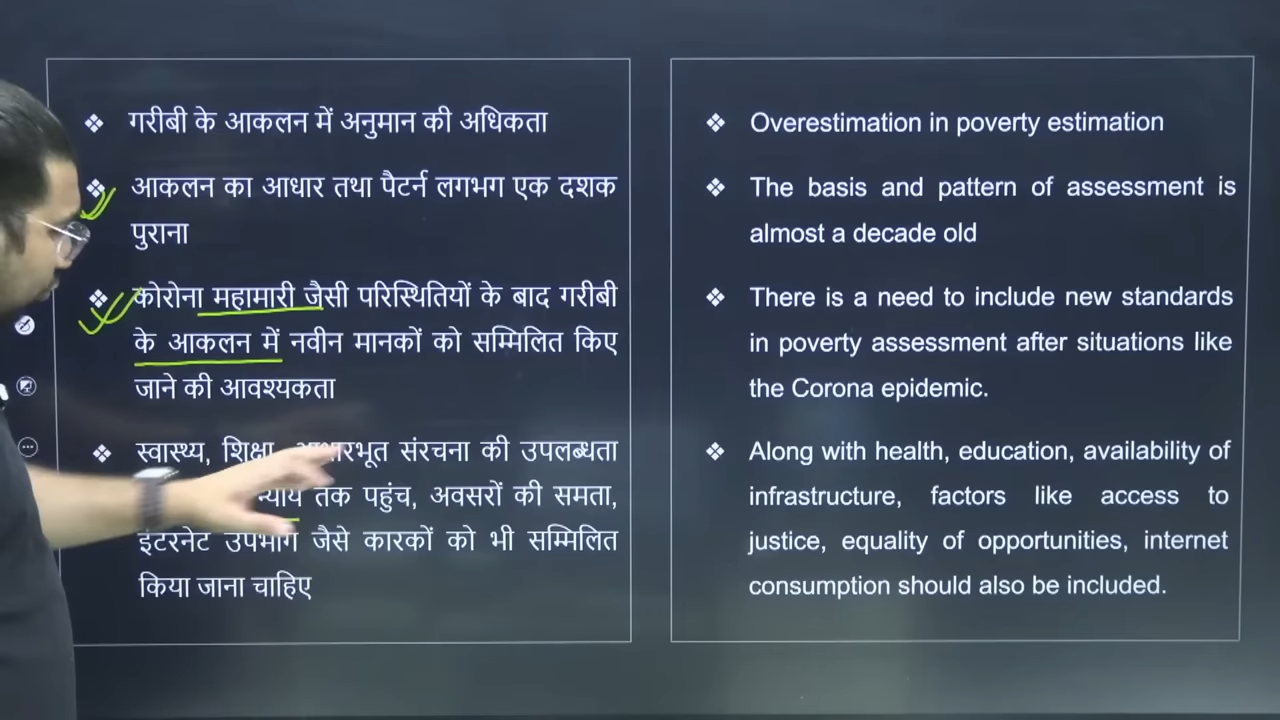 ❖ गरीबी के आकलन में अनुमान की अधिकता
❖ आकलन का आधार तथा पैटर्न लगभग एक दशक
पुराना
❖ कोरोना महामारी जैसी परिस्थितियों के बाद गरीबी
के आकलन में नवीन मानकों को सम्मिलित किए
जाने की आवश्यकता
❖ स्वास्थ्य, शिक्षा, संरचना की उपलब्धता
न्याय तक पहुंच, अवसरों की समता,
इंटरनेट उपभोग जैसे कारकों को भी सम्मिलित
किया जाना चाहिए
❖ Overestimation in poverty estimation
❖ The basis and pattern of assessment is
almost a decade old
❖ There is a need to include new standards
in poverty assessment after situations like
the Corona epidemic.
❖ Along with health, education, availability of
infrastructure, factors like access to
justice, equality of opportunities, internet
consumption should also be included.